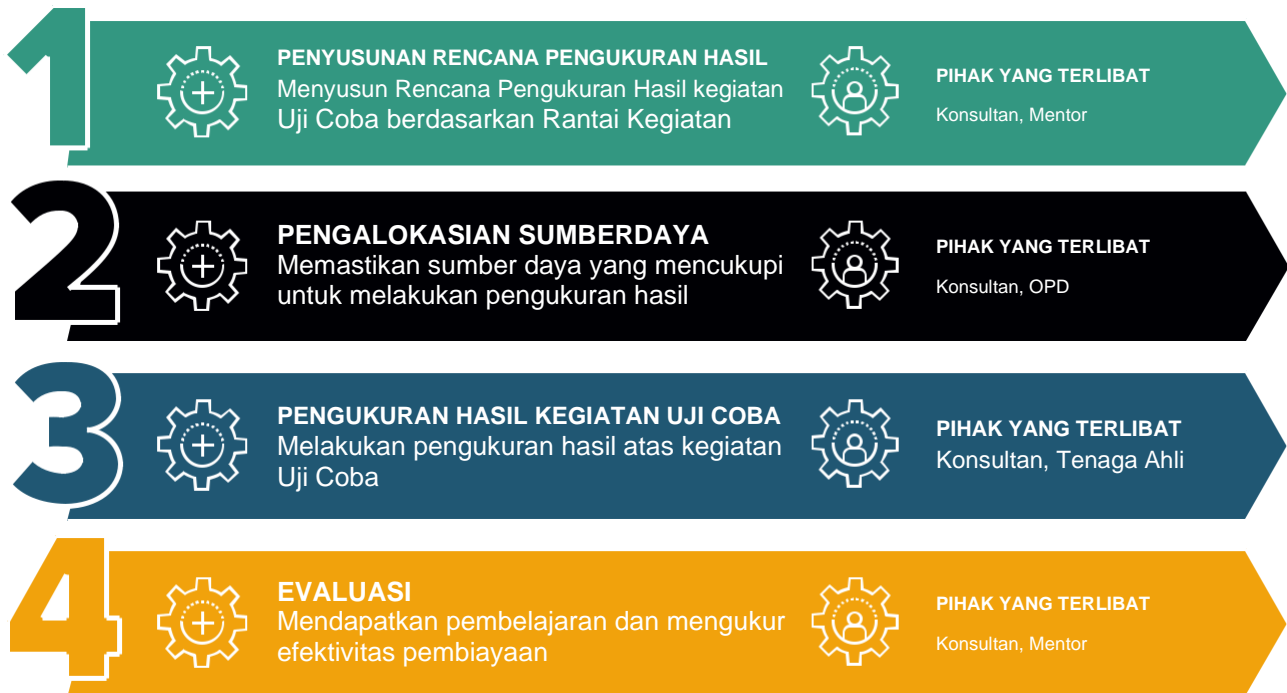 1
PENYUSUNAN RENCANA PENGUKURAN HASIL
Menyusun Rencana Pengukuran Hasil kegiatan
Uji Coba berdasarkan Rantai Kegiatan
PIHAK YANG TERLIBAT
Konsultan, Mentor
2
PENGALOKASIAN SUMBERDAYA
Memastikan sumber daya yang mencukupi
untuk melakukan pengukuran hasil
PIHAK YANG TERLIBAT
Konsultan, OPD
3
PENGUKURAN HASIL KEGIATAN UJI COBA
Melakukan pengukuran hasil atas kegiatan
Uji Coba
PIHAK YANG TERLIBAT
Konsultan, Tenaga Ahli
4
EVALUASI
Mendapatkan pembelajaran dan mengukur
efektivitas pembiayaan
PIHAK YANG TERLIBAT
Konsultan, Mentor